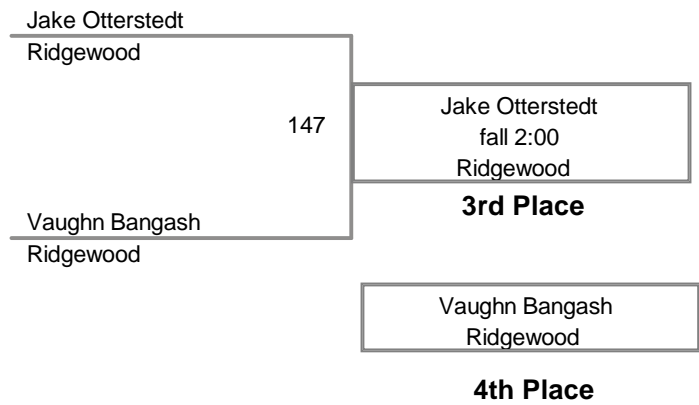 Jake Otterstedt
Ridgewood
147
Jake Otterstedt
fall 2:00
Ridgewood
3rd Place
Vaughn Bangash
Ridgewood
Vaughn Bangash
Ridgewood
4th Place